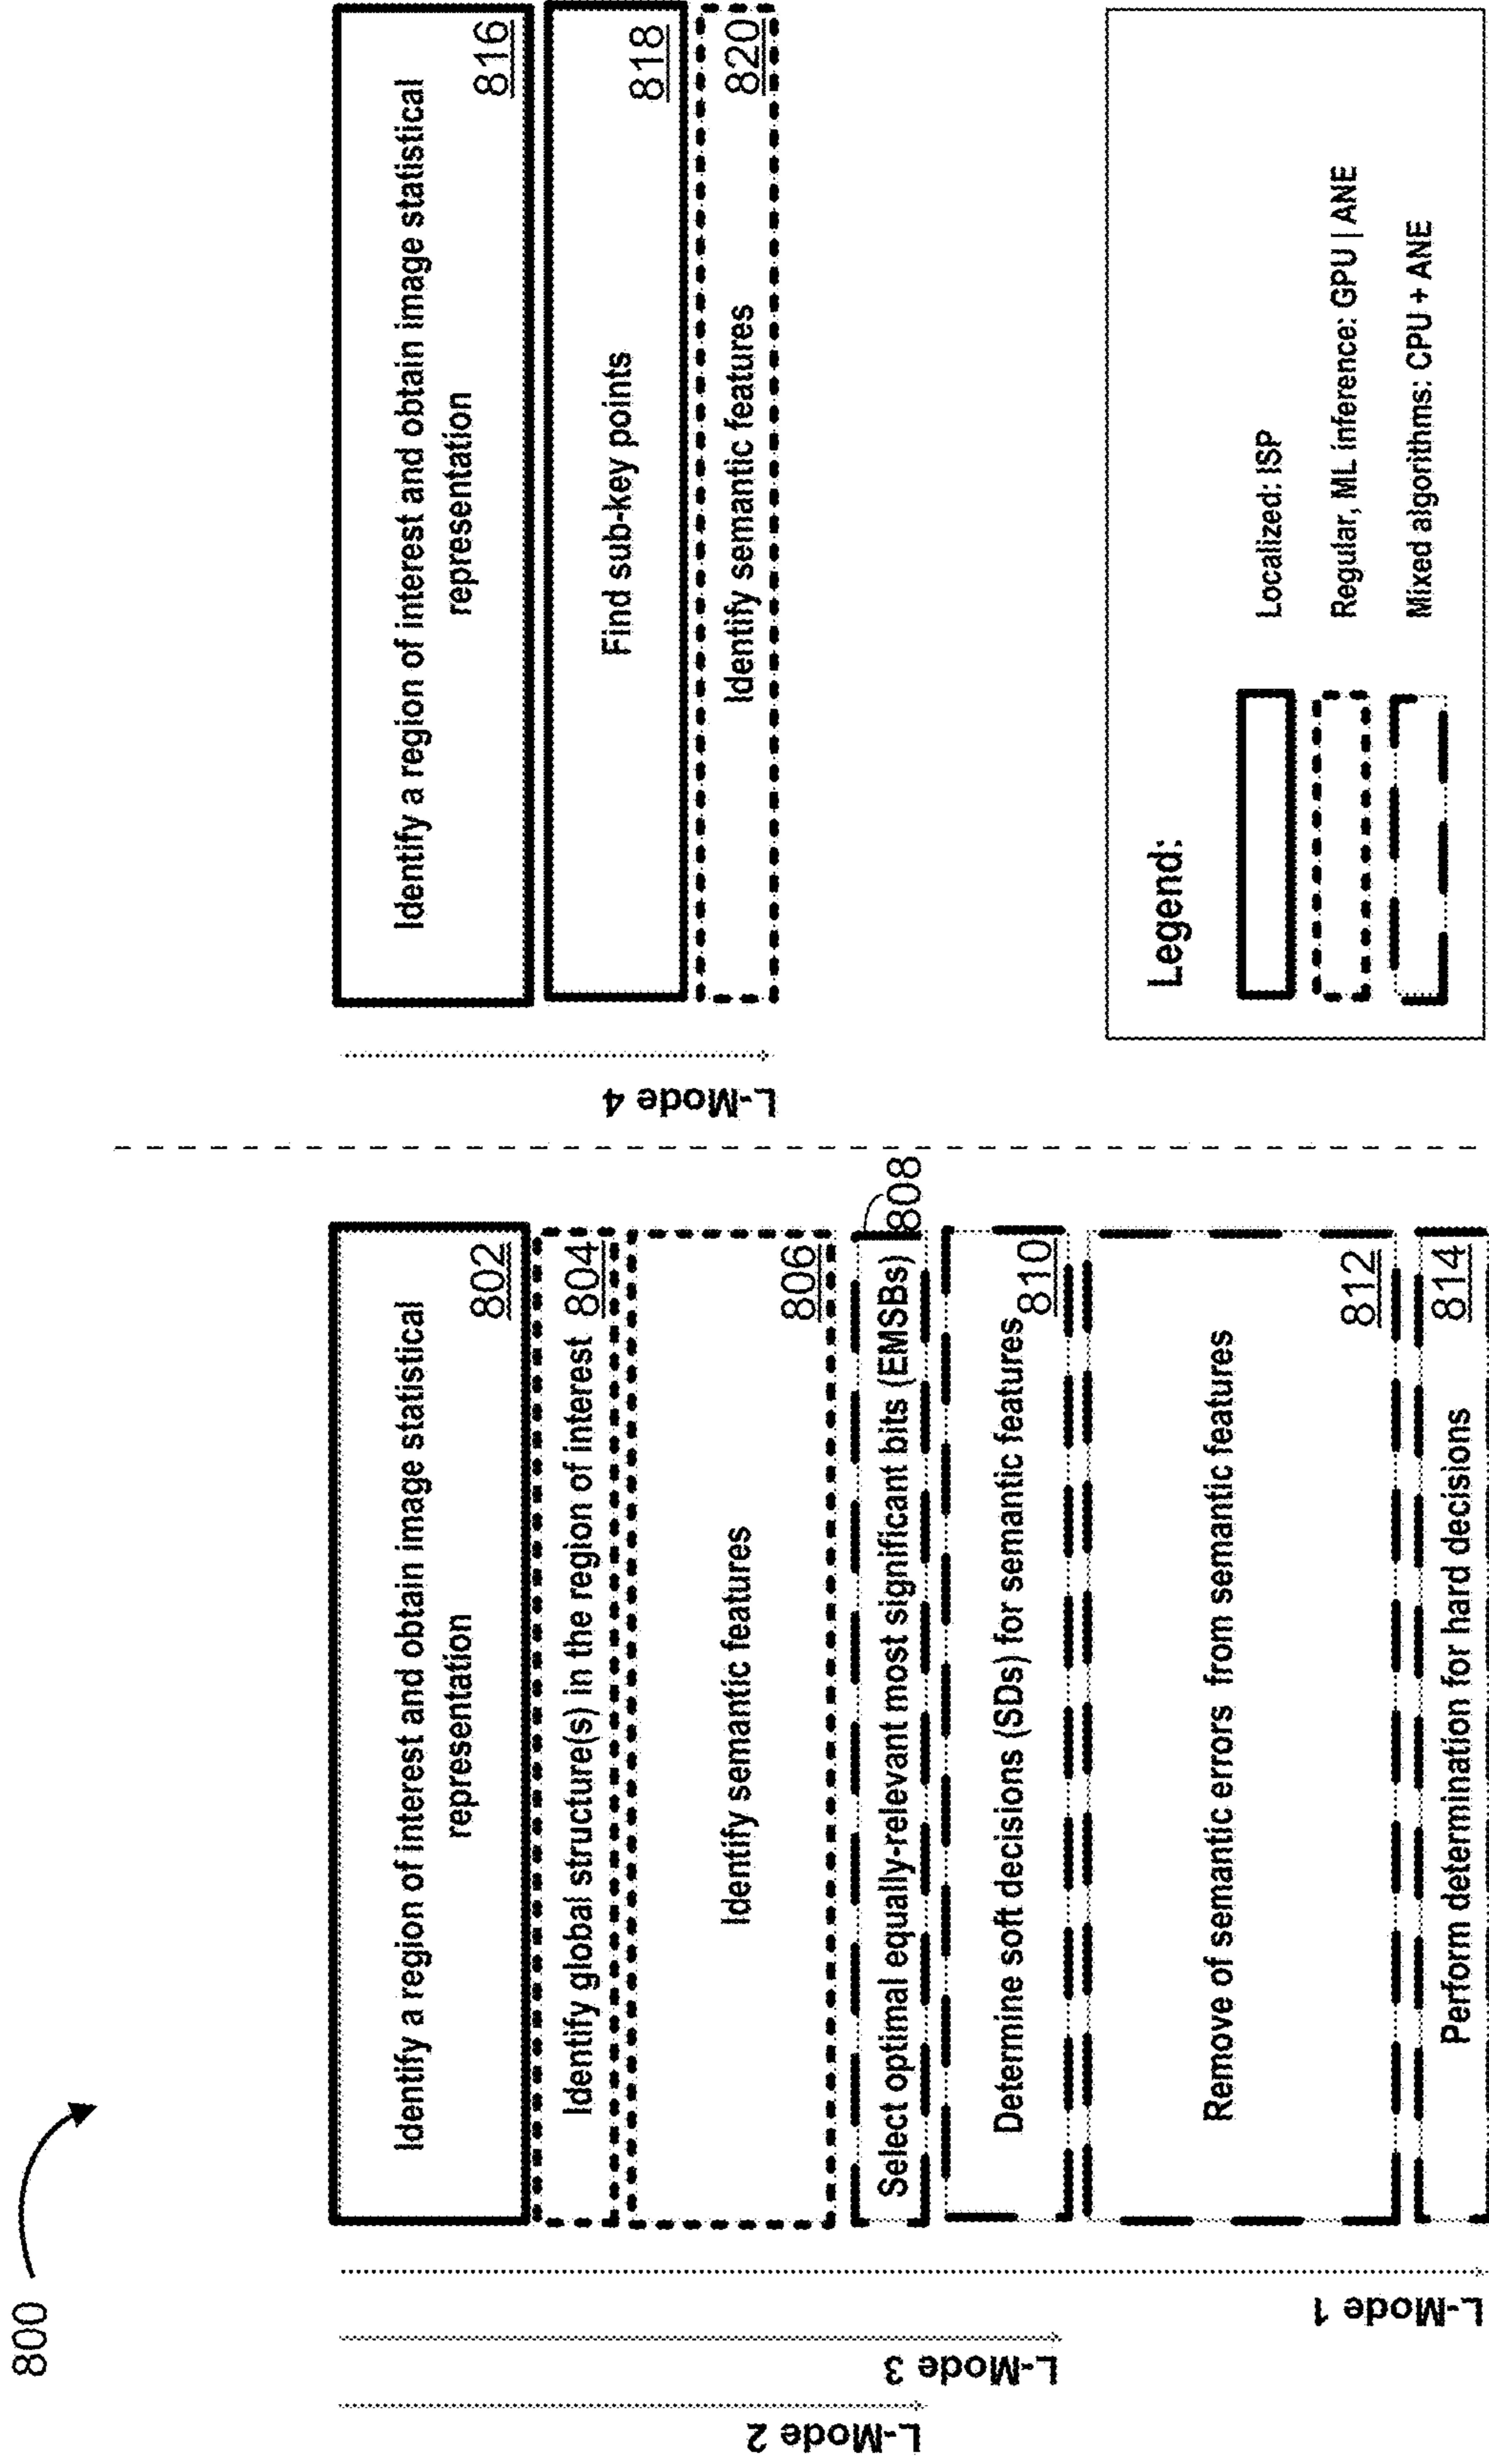 800
Identify a region of interest and obtain image statistical
representation
802
Identify global structure(s) in the region of interest 804
Identify semantic features
806
Select optimal equally-relevant most significant bits (EMSBs)
808
Determine soft decisions (SDs) for semantic features
810
Remove of semantic errors from semantic features
812
Perform determination for hard decisions
814
L-Mode 2
L-Mode 3
L-Mode 1
L-Mode 4
Identify a region of interest and obtain image statistical
representation
816
Find sub-key points
818
Identify semantic features
820
Legend:
Localized: ISP
Regular, ML inference: GPU | ANE
Mixed algorithms: CPU + ANE